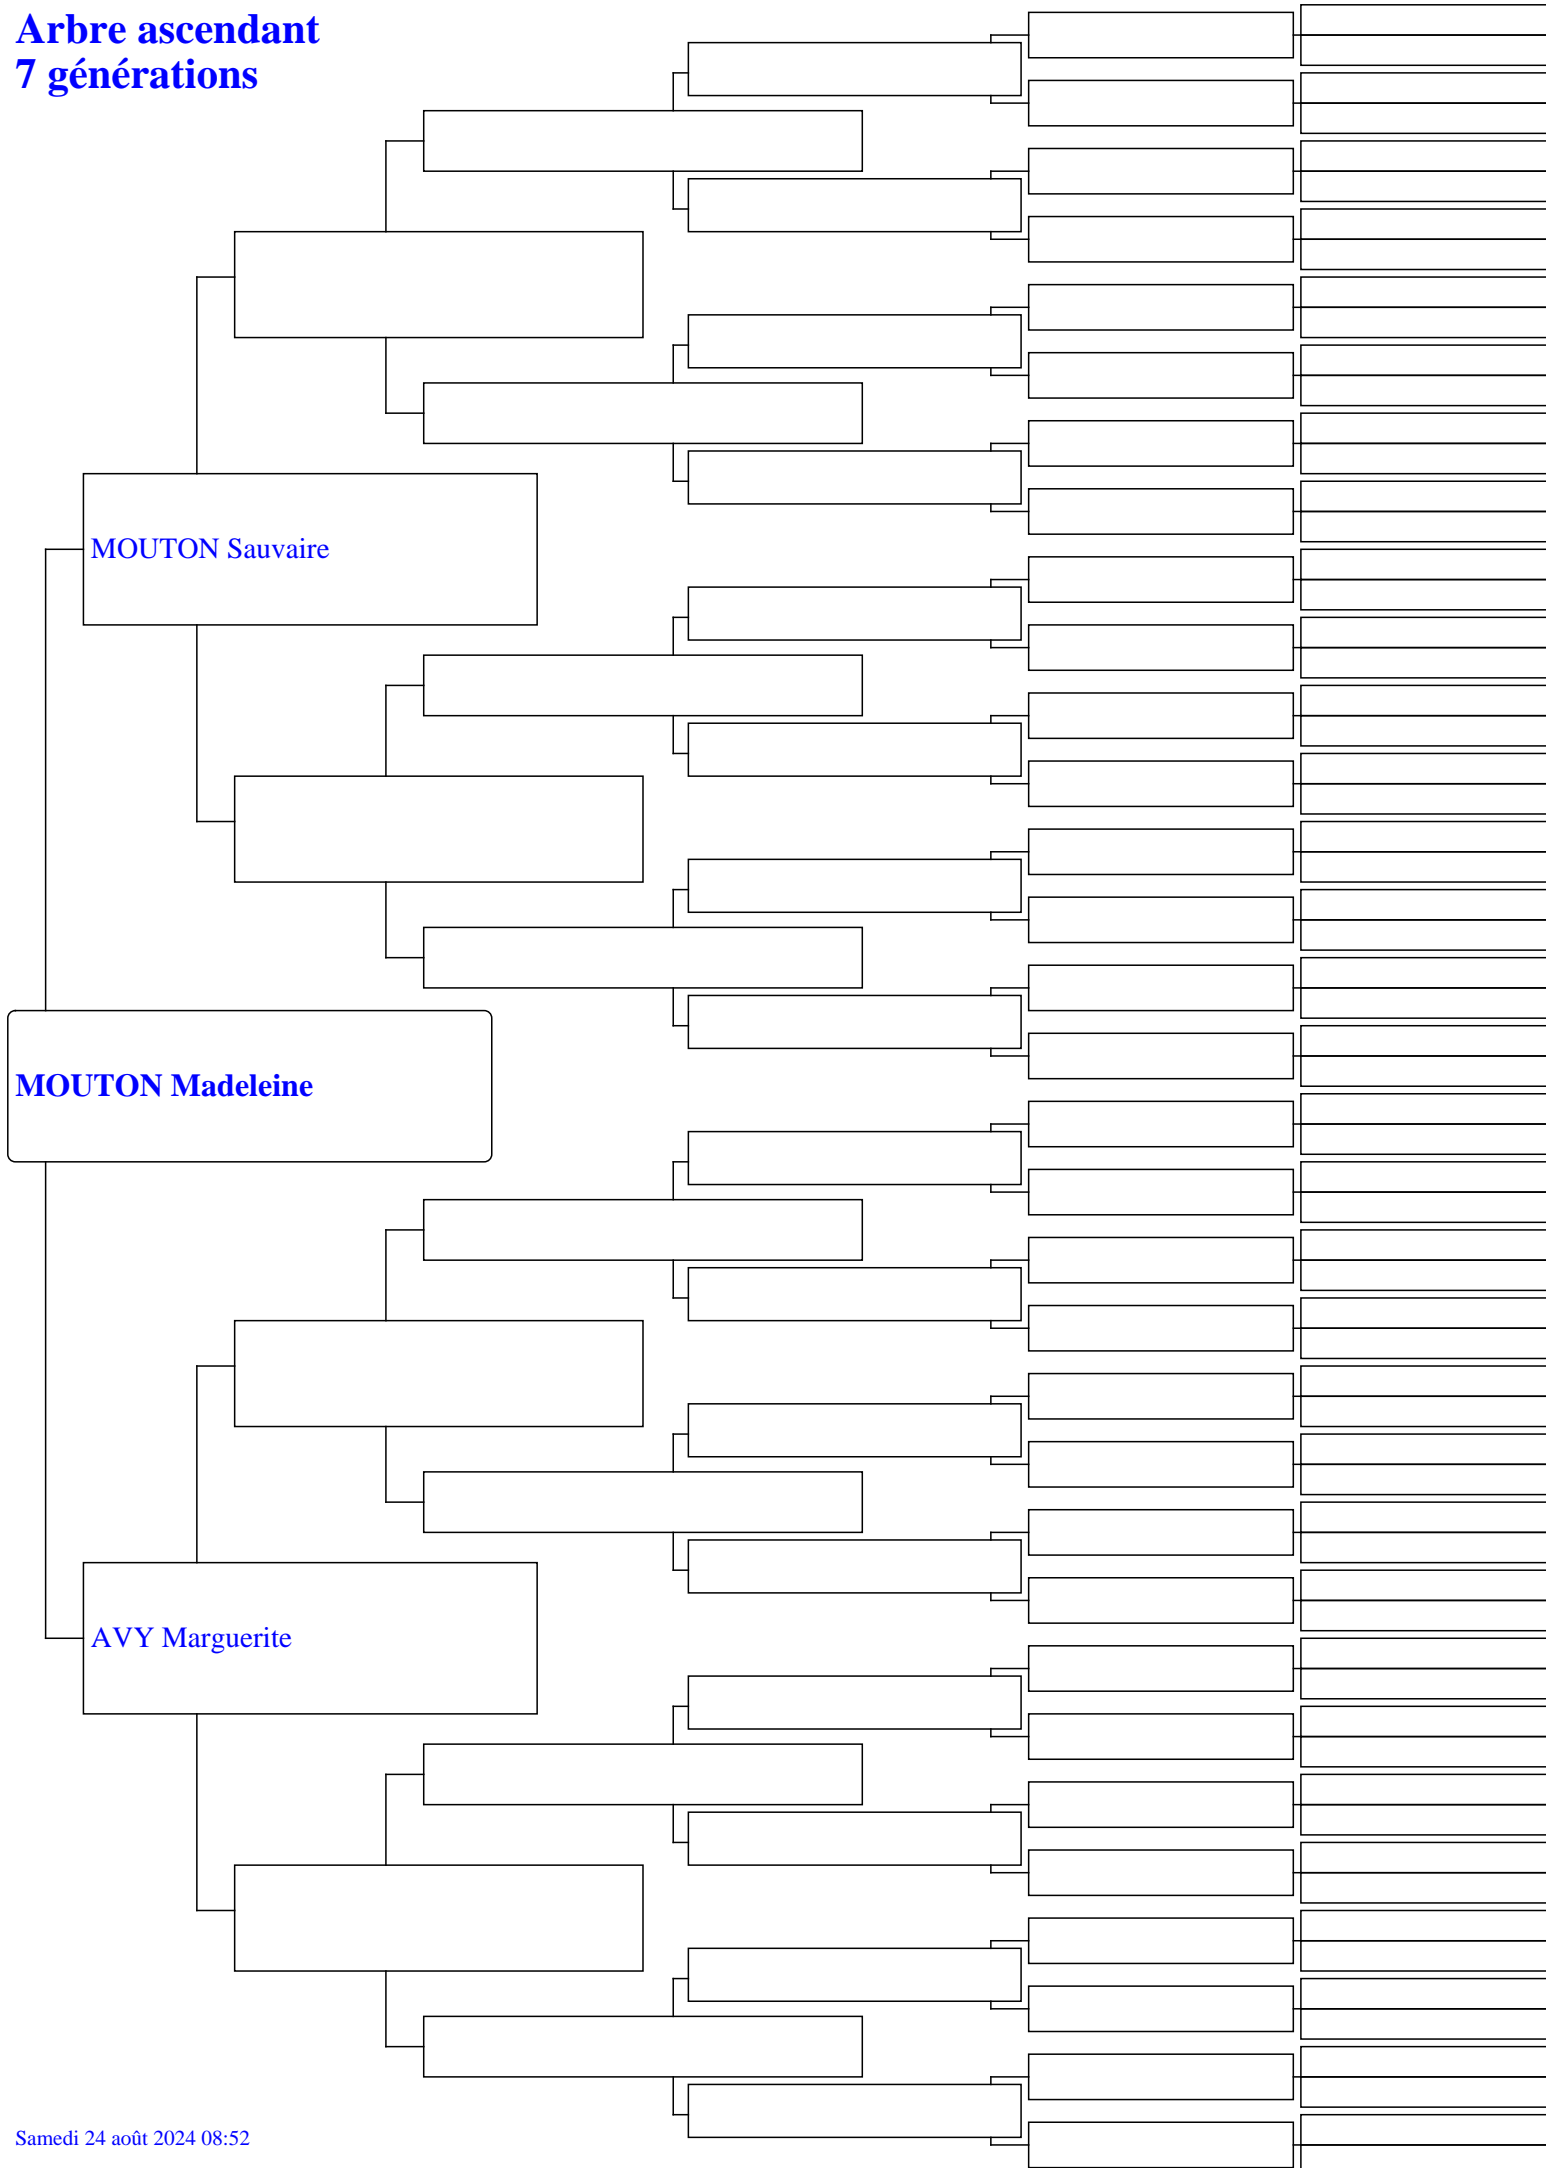 Arbre ascendant
7 générations
MOUTON Sauvaire
MOUTON Madeleine
AVY Marguerite
Samedi 24 août 2024 08:52